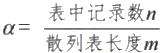 α = 表中记录数n / 散列表长度m